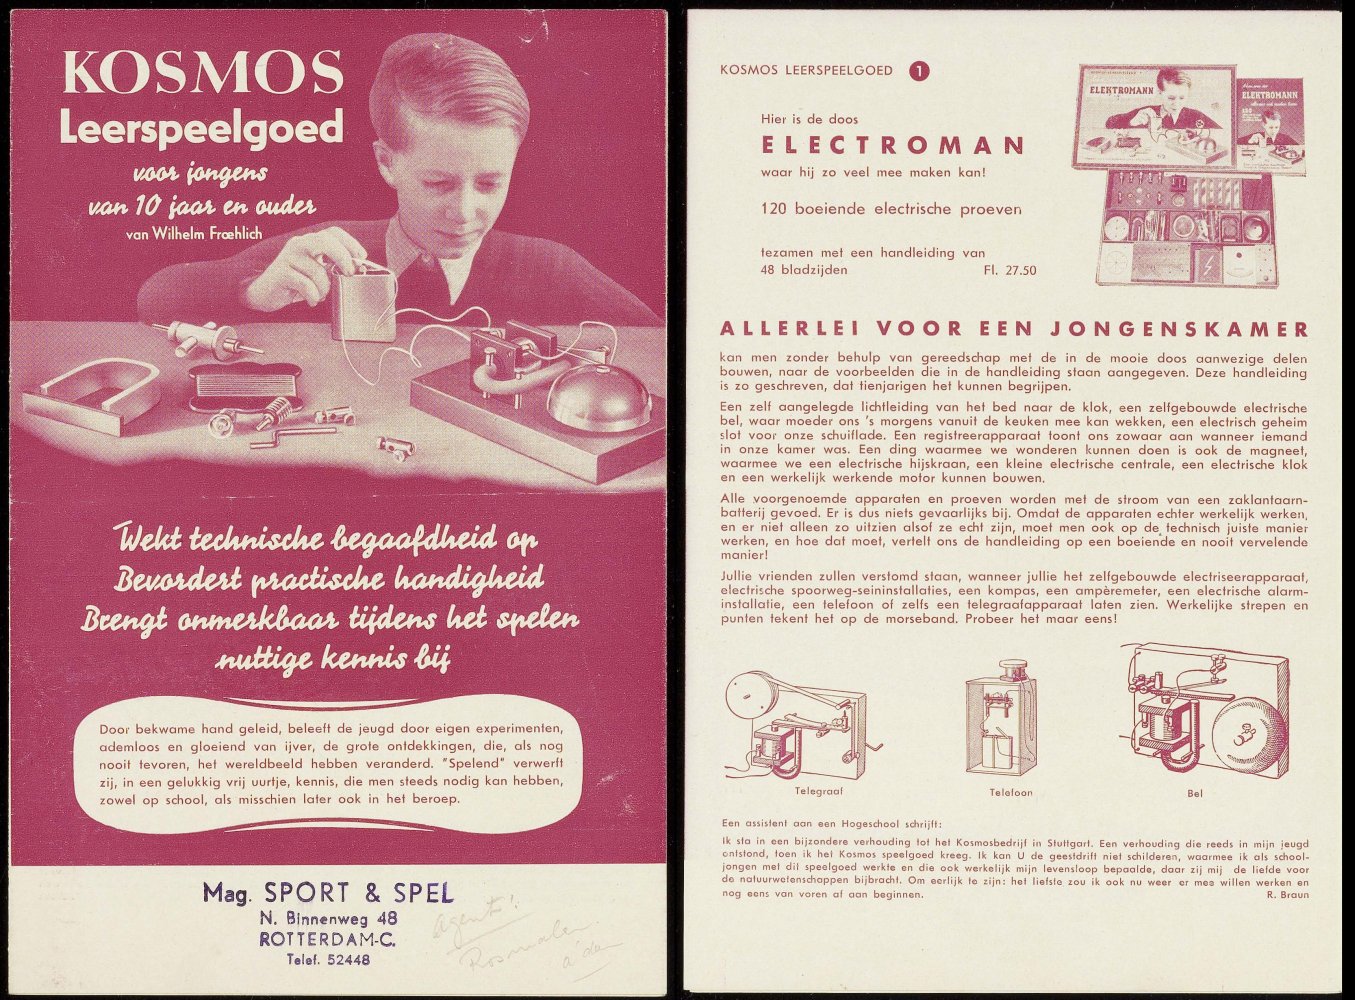 KOSMOS
Leerspeelgoed
voor jongens
van 10 jaar en ouder
van Wilhelm Frœhlich
Wekt technische begaafdheid op
Bevordert practische handigheid
Brengt onmerkbaar tijdens het spelen
nuttige kennis bij
Door bekwame hand geleid, beleeft de jeugd door eigen experimenten,
ademloos en gloeiend van ijver, de grote ontdekkingen, die, als nog
nooit tevoren, het wereldbeeld hebben veranderd. "Spelend" verwerft
zij, in een gelukkig vrij uurtje, kennis, die men steeds nodig kan hebben,
zowel op school, als misschien later ook in het beroep.
Mag. SPORT & SPEL
N. Binnenweg 48
ROTTERDAM-C.
Telef. 52448
agent!
Rosmalen
a'dam
KOSMOS LEERSPEELGOED 1
Hier is de doos
ELECTROMAN
waar hij zo veel mee maken kan!
120 boeiende electrische proeven
tezamen met een handleiding van
48 bladzijden Fl. 27.50
ELEKTROMANN
ELEKTROMANN
ALLERLEI VOOR EEN JONGENSKAMER
kan men zonder behulp van gereedschap met de in de mooie doos aanwezige delen
bouwen, naar de voorbeelden die in de handleiding staan aangegeven. Deze handleiding
is zo geschreven, dat tienjarigen het kunnen begrijpen.
Een zelf aangelegde lichtleiding van het bed naar de klok, een zelfgebouwde electrische
bel, waar moeder ons 's morgens vanuit de keuken mee kan wekken, een electrisch geheim
slot voor onze schuiflade. Een registreerapparaat toont ons zowaar aan wanneer iemand
in onze kamer was. Een ding waarmee we wonderen kunnen doen is ook de magneet,
waarmee we een electrische hijskraan, een kleine electrische centrale, een electrische klok
en een werkelijk werkende motor kunnen bouwen.
Alle voorgenoemde apparaten en proeven worden met de stroom van een zaklantaarn-
batterij gevoed. Er is dus niets gevaarlijks bij. Omdat de apparaten echter werkelijk werken,
en er niet alleen zo uitzien alsof ze echt zijn, moet men ook op de technisch juiste manier
werken, en hoe dat moet, vertelt ons de handleiding op een boeiende en nooit vervelende
manier!
Jullie vrienden zullen verstomd staan, wanneer jullie het zelfgebouwde electriseerapparaat,
electrische spoorweg-seininstallaties, een kompas, een ampèremeter, een electrische alarm-
installatie, een telefoon of zelfs een telegraafapparaat laten zien. Werkelijke strepen en
punten tekent het op de morseband. Probeer het maar eens!
Telegraaf
Telefoon
Bel
Een assistent aan een Hogeschool schrijft:
Ik sta in een bijzondere verhouding tot het Kosmosbedrijf in Stuttgart. Een verhouding die reeds in mijn jeugd
ontstond, toen ik het Kosmos speelgoed kreeg. Ik kan U de geestdrift niet schilderen, waarmee ik als school-
jongen met dit speelgoed werkte en die ook werkelijk mijn levensloop bepaalde, daar zij mij de liefde voor
de natuurwetenschappen bijbracht. Om eerlijk te zijn: het liefste zou ik ook nu weer er mee willen werken en
nog eens van voren af aan beginnen. R. Braun